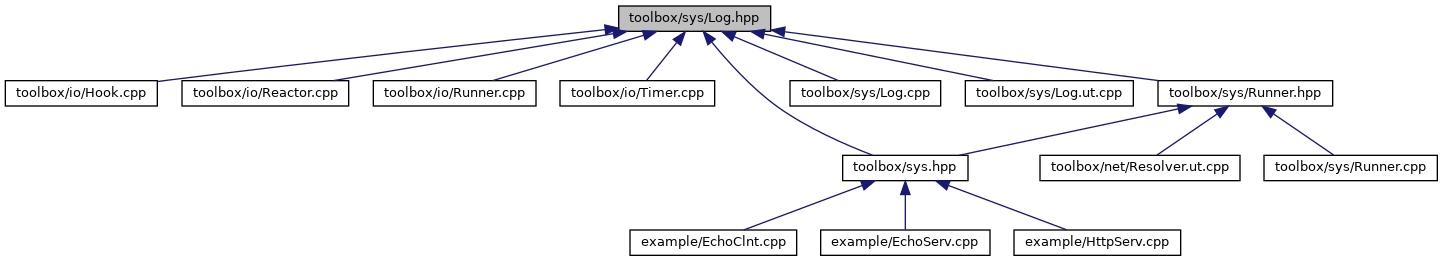 toolbox/sys/Log.hpp
toolbox/io/Hook.cpp
toolbox/io/Reactor.cpp
toolbox/io/Runner.cpp
toolbox/io/Timer.cpp
toolbox/sys/Log.cpp
toolbox/sys/Log.ut.cpp
toolbox/sys/Runner.hpp
toolbox/sys.hpp
toolbox/net/Resolver.ut.cpp
toolbox/sys/Runner.cpp
example/EchoClnt.cpp
example/EchoServ.cpp
example/HttpServ.cpp